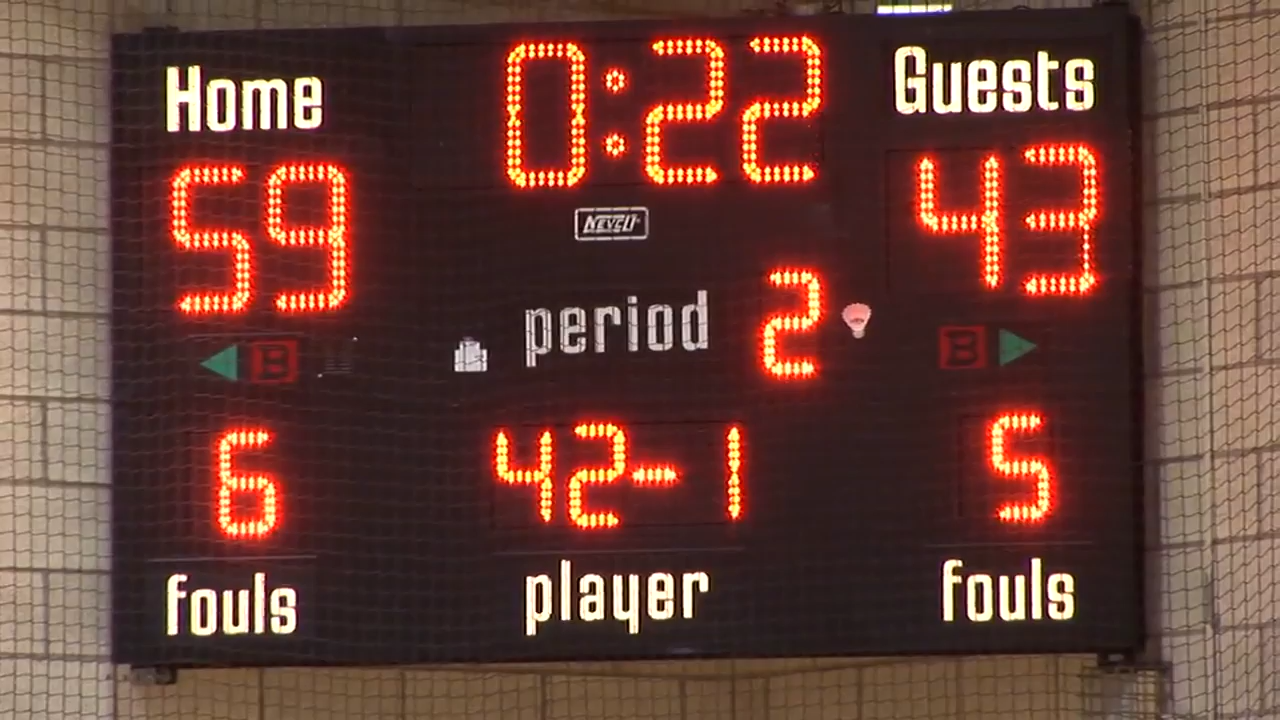 Home
0:22
Guests
59
43
NEVCO
period 2
B
B
6
42-1
5
fouls
player
fouls